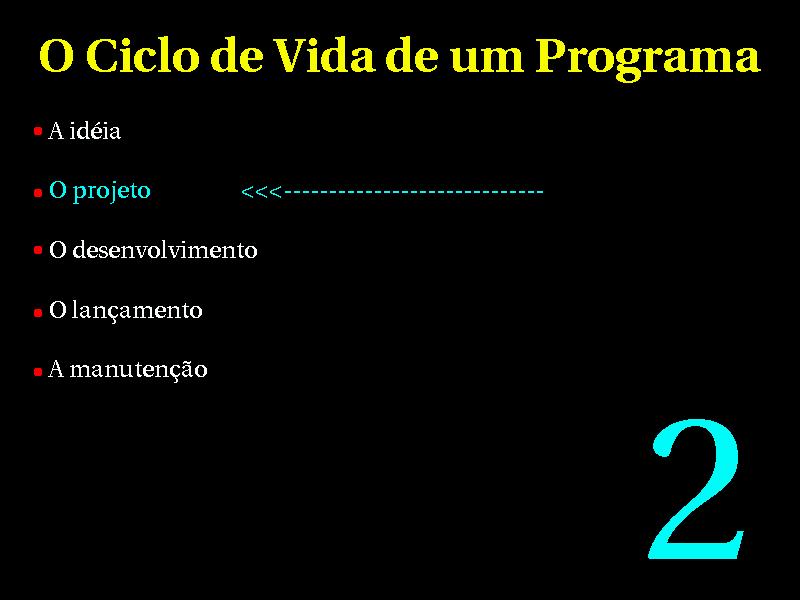 O Ciclo de Vida de um Programa
• A idéia
• O projeto <<<-----------------------------
• O desenvolvimento
• O lançamento
• A manutenção
2